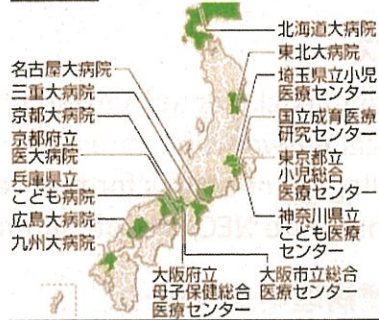 北海道大病院
東北大病院
埼玉県立小児
医療センター
国立成育医療
研究センター
東京都立
小児総合
医療センター
神奈川県立
こども医療
センター
名古屋大病院
三重大病院
京都大病院
京都府立
医大病院
兵庫県立
こども病院
広島大病院
九州大病院
大阪府立
母子保健総合
医療センター
大阪市立総合
医療センター